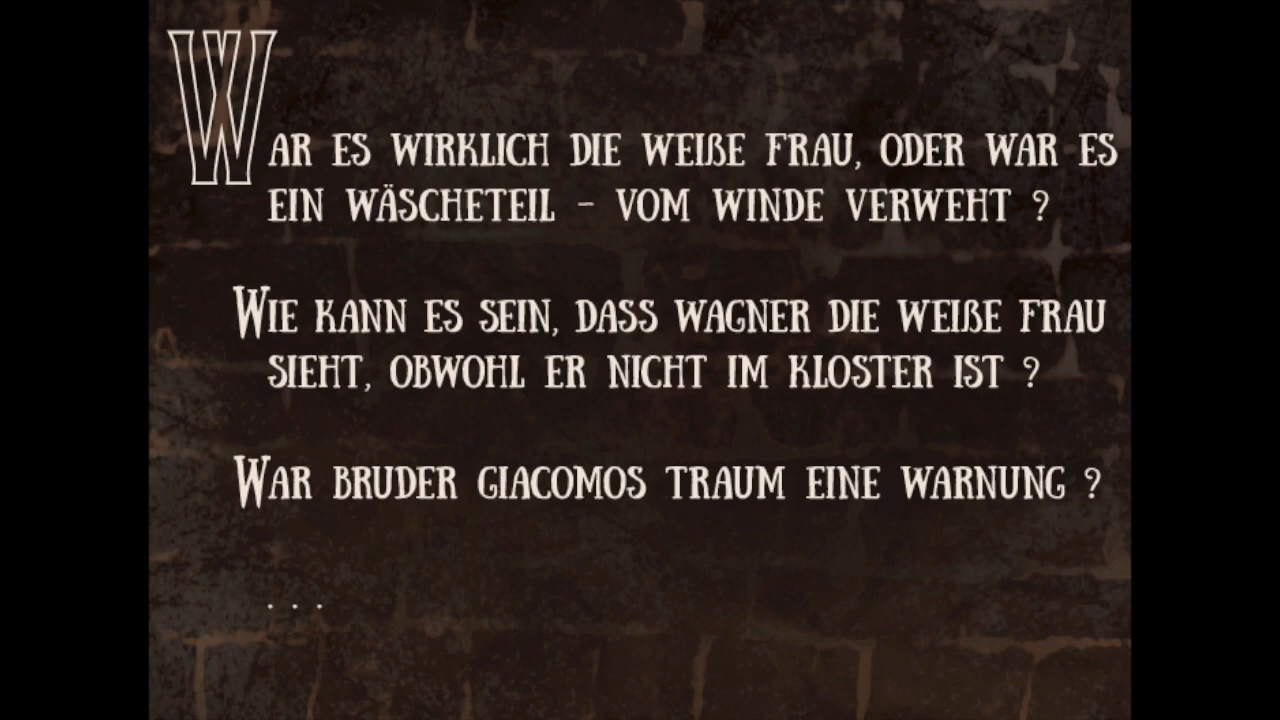 WAR ES WIRKLICH DIE WEIßE FRAU, ODER WAR ES
EIN WÄSCHETEIL - VOM WINDE VERWEHT ?
WIE KANN ES SEIN, DASS WAGNER DIE WEIßE FRAU
SIEHT, OBWOHL ER NICHT IM KLOSTER IST ?
WAR BRUDER GIACOMOS TRAUM EINE WARNUNG ?
. . .